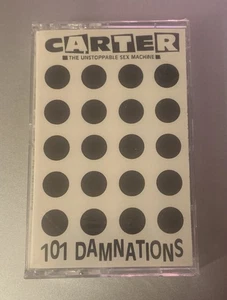 CARTER
THE UNSTOPPABLE SEX MACHINE
101 DAMNATIONS